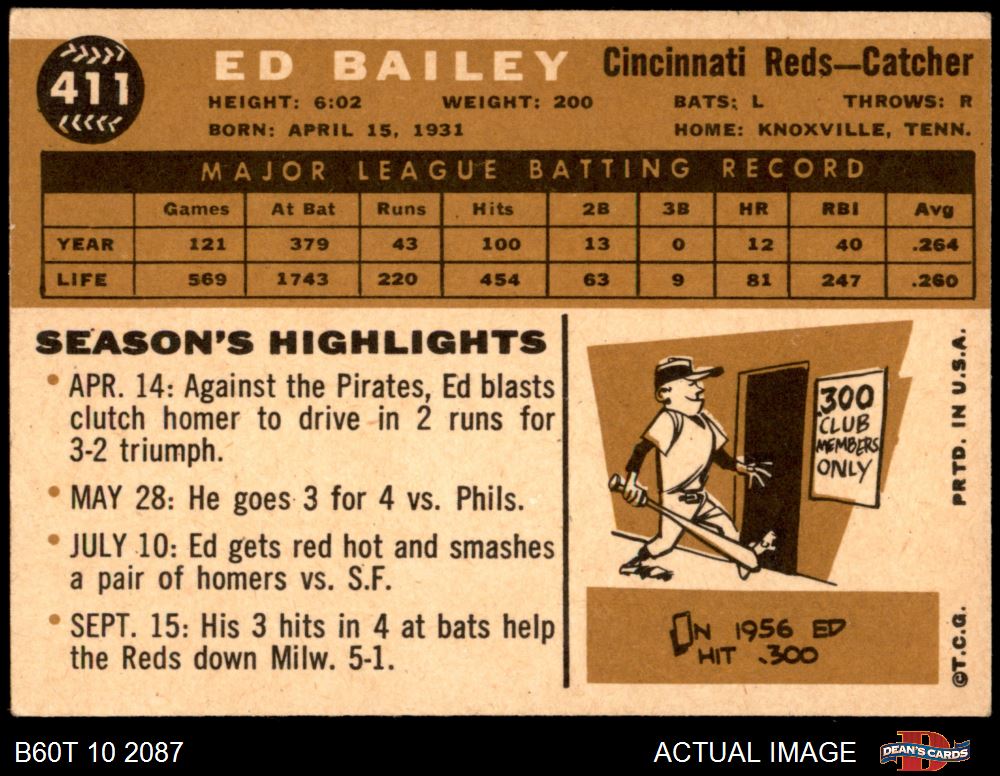 411
ED BAILEY Cincinnati Reds—Catcher
HEIGHT: 6:02 WEIGHT: 200 BATS: L THROWS: R
BORN: APRIL 15, 1931 HOME: KNOXVILLE, TENN.
MAJOR LEAGUE BATTING RECORD
Games At Bat Runs Hits 2B 3B HR RBI Avg
YEAR 121 379 43 100 13 0 12 40 .264
LIFE 569 1743 220 454 63 9 81 247 .260
SEASON'S HIGHLIGHTS
• APR. 14: Against the Pirates, Ed blasts
clutch homer to drive in 2 runs for
3-2 triumph.
• MAY 28: He goes 3 for 4 vs. Phils.
• JULY 10: Ed gets red hot and smashes
a pair of homers vs. S.F.
• SEPT. 15: His 3 hits in 4 at bats help
the Reds down Milw. 5-1.
.300
CLUB
MEMBERS
ONLY
IN 1956 ED
HIT .300
PRTD. IN U.S.A.
©T.C.G.
B60T 10 2087 ACTUAL IMAGE DEAN'S CARDS